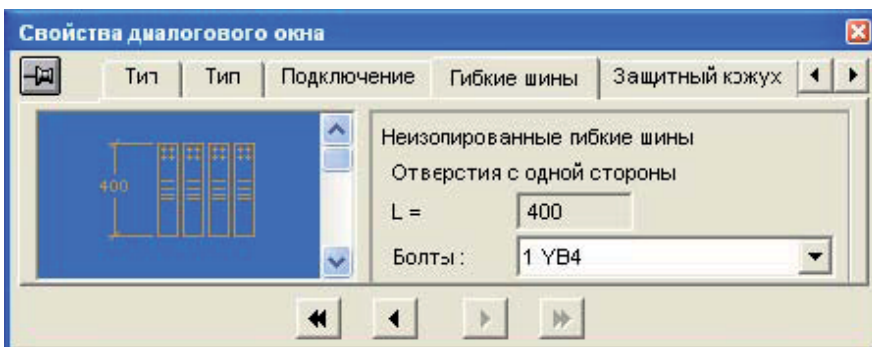 Свойства диалогового окна
Тип Тип Подключение Гибкие шины Защитный кожух
400
Неизолированные гибкие шины
Отверстия с одной стороны
L = 400
Болты : 1 YB4